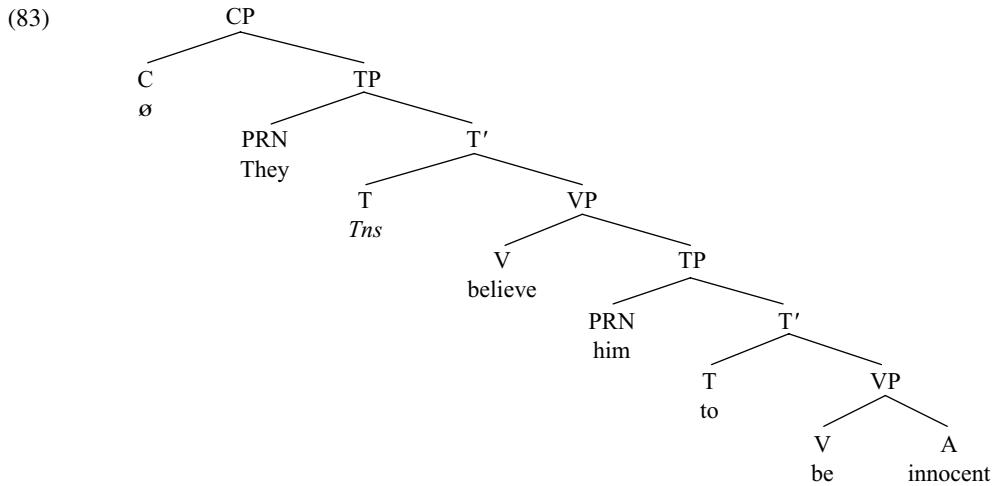 (83) CP
C TP
ø
PRN T′
They
T VP
Tns
V TP
believe
PRN T′
him
T VP
to
V A
be innocent